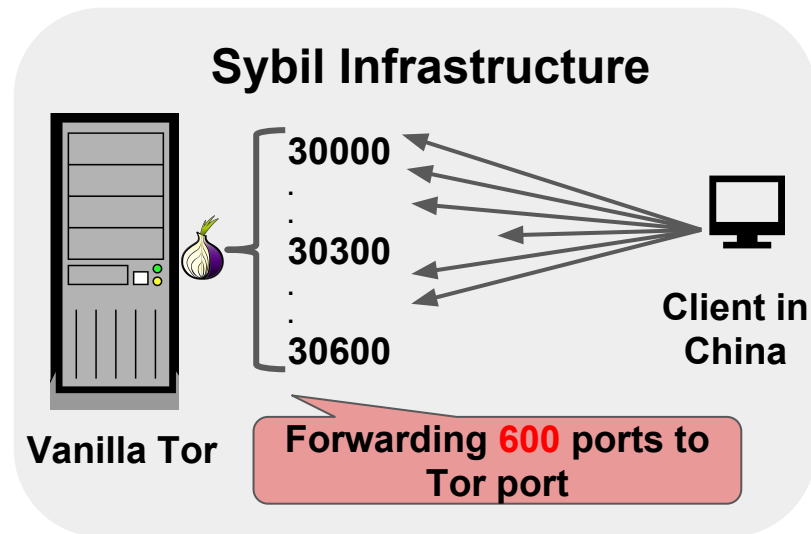 Sybil Infrastructure
30000
.
.
30300
.
.
30600
Client in
China
Vanilla Tor
Forwarding 600 ports to
Tor port